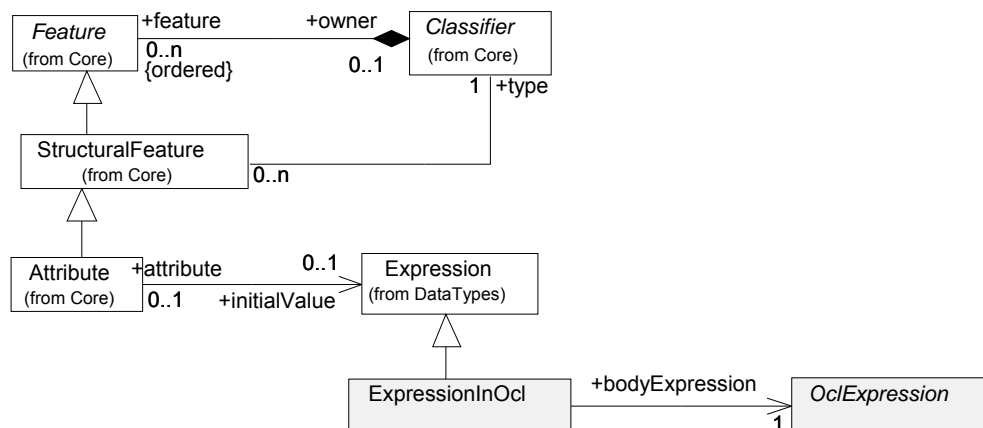 Feature
(from Core)
+feature
0..n
{ordered}
+owner
0..1
Classifier
(from Core)
1 +type
StructuralFeature
(from Core)
0..n
Attribute
(from Core)
+attribute
0..1
0..1
+initialValue
Expression
(from DataTypes)
ExpressionInOcl
+bodyExpression
1
OclExpression